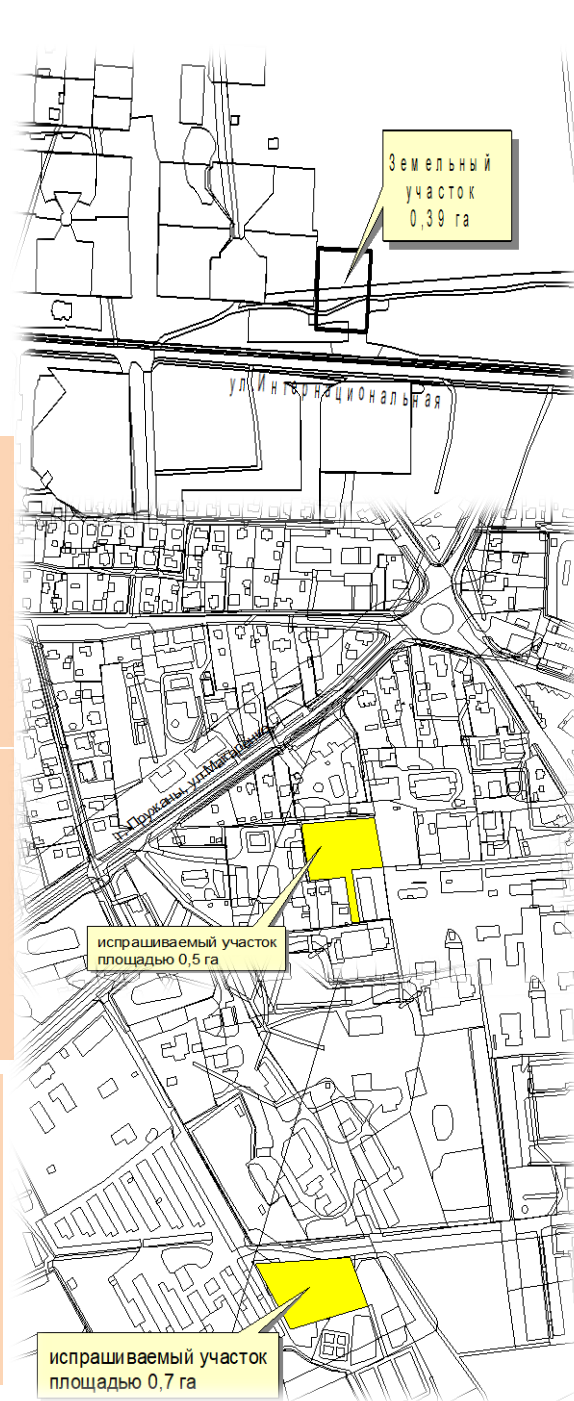 Земельный
участок
0,39 га
ул.Интернациональная
г. Пружаны, ул.Макаренко
испрашиваемый участок
площадью 0,5 га
испрашиваемый участок
площадью 0,7 га